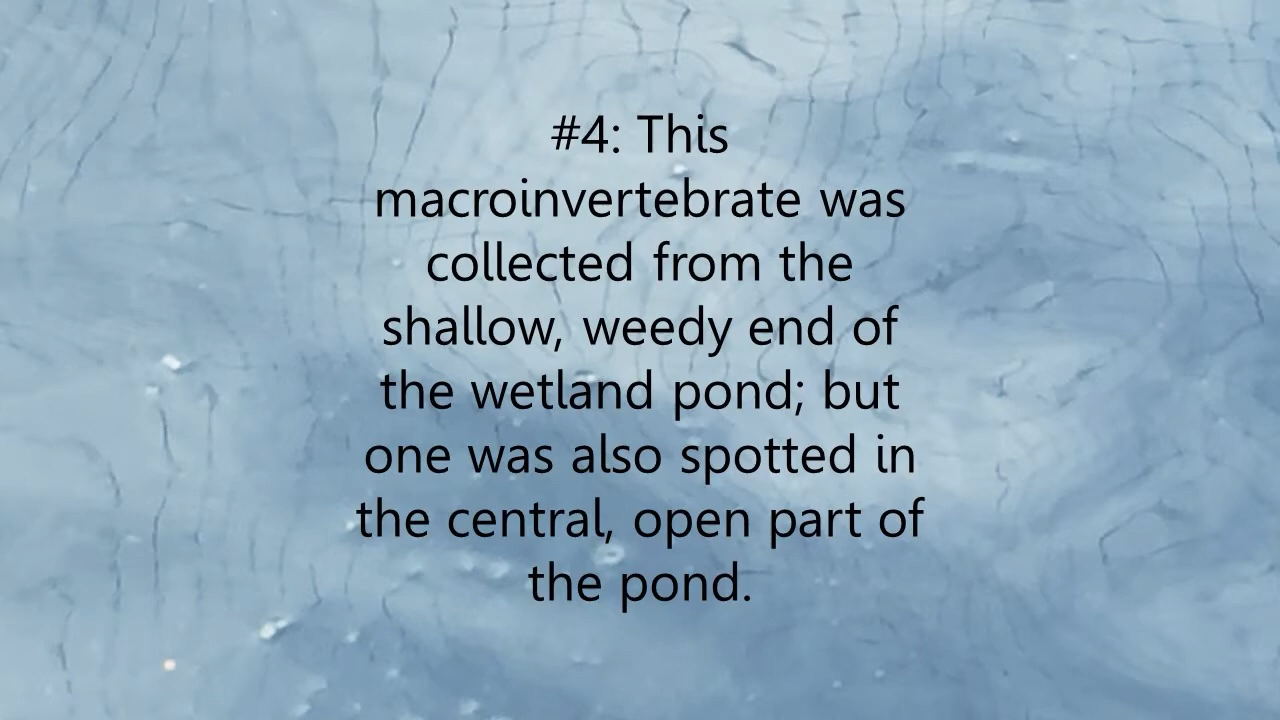 #4: This
macroinvertebrate was
collected from the
shallow, weedy end of
the wetland pond; but
one was also spotted in
the central, open part of
the pond.